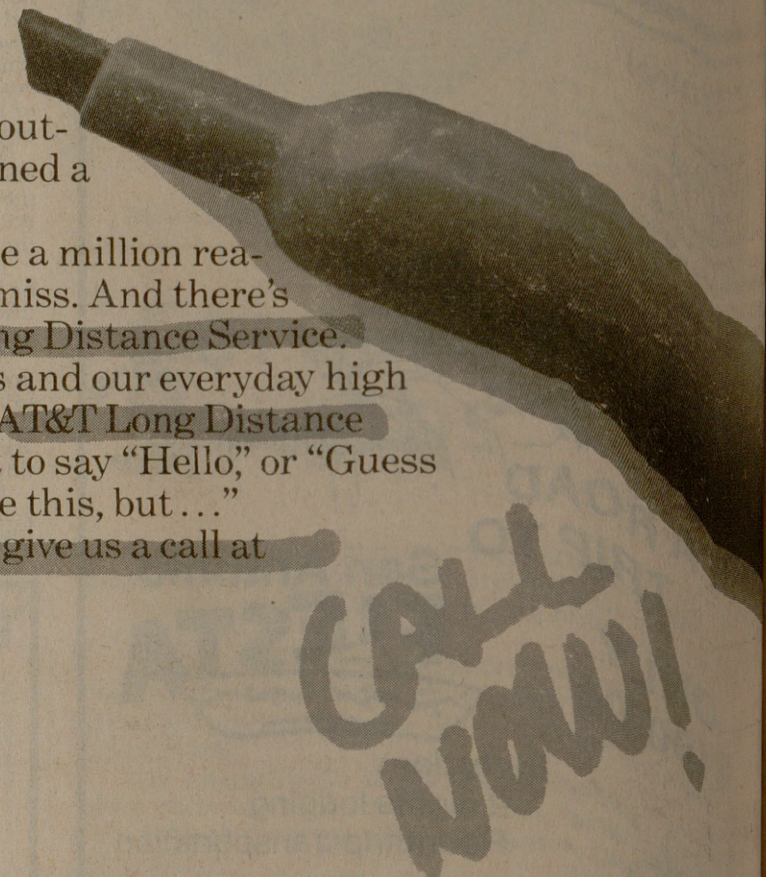 out-
ned a
e a million rea-
miss. And there's
ng Distance Service.
s and our everyday high
AT&T Long Distance
t to say “Hello,” or “Guess
e this, but...”
give us a call at
CALL
NOW!